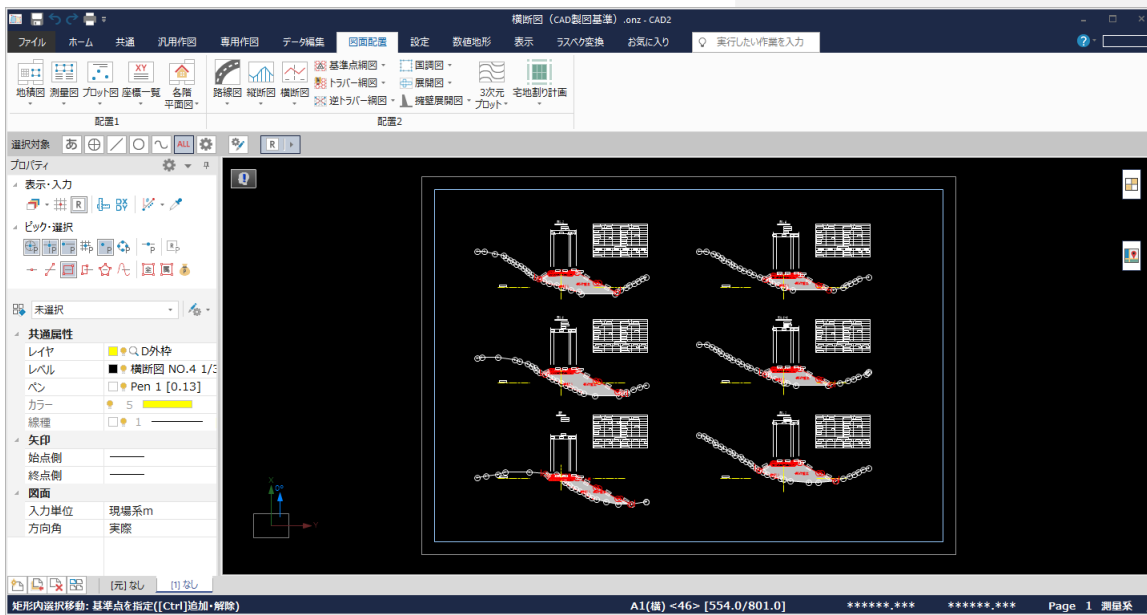 横断図（CAD製図基準）.onz - CAD2
ファイル ホーム 共通 汎用作図 専用作図 データ編集 図面配置 設定 数値地形 表示 ラスベク変換 お気に入り 実行したい作業を入力
地積図 測量図 プロット図 座標一覧 各階平面図 路線図 縦断図 横断図 基準点網図 国調図 3次元プロット 宅地割り計画
XY
トラバー網図 展開図
逆トラバー網図 擁壁展開図
配置1 配置2
選択対象 あ ALL R
プロパティ
表示・入力
R
ピック・選択
未選択
共通属性
レイヤ D外枠
レベル 横断図 NO.4 1/3
ペン Pen 1 [0.13]
カラー 5
線種 1
矢印
始点側
終点側
図面
入力単位 現場系m
方向角 実際
X
Y
[元]なし [1]なし
矩形内選択移動: 基準点を指定([Ctrl]追加・解除) A1(横) <46> [554.0/801.0] ******.*** ******.*** Page 1 測量系